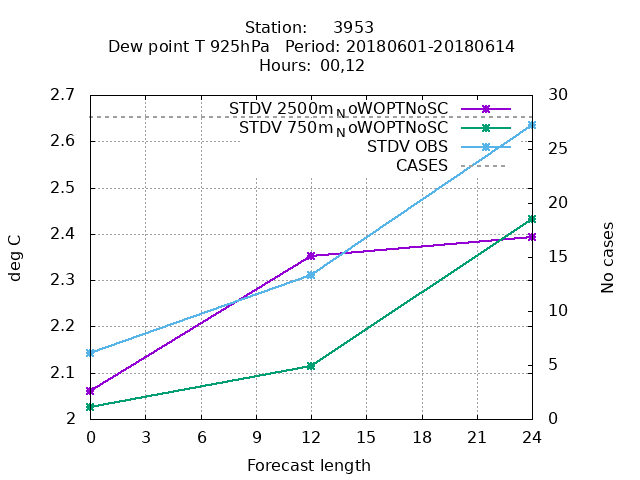 Station: 3953
Dew point T 925hPa Period: 20180601-20180614
Hours: 00,12
2.7
2.6
2.5
2.4
2.3
2.2
2.1
2
30
25
20
15
10
5
0
STDV 2500m_NoWOPTNoSC
STDV 750m_NoWOPTNoSC
STDV OBS
CASES
deg C
No cases
0 3 6 9 12 15 18 21 24
Forecast length